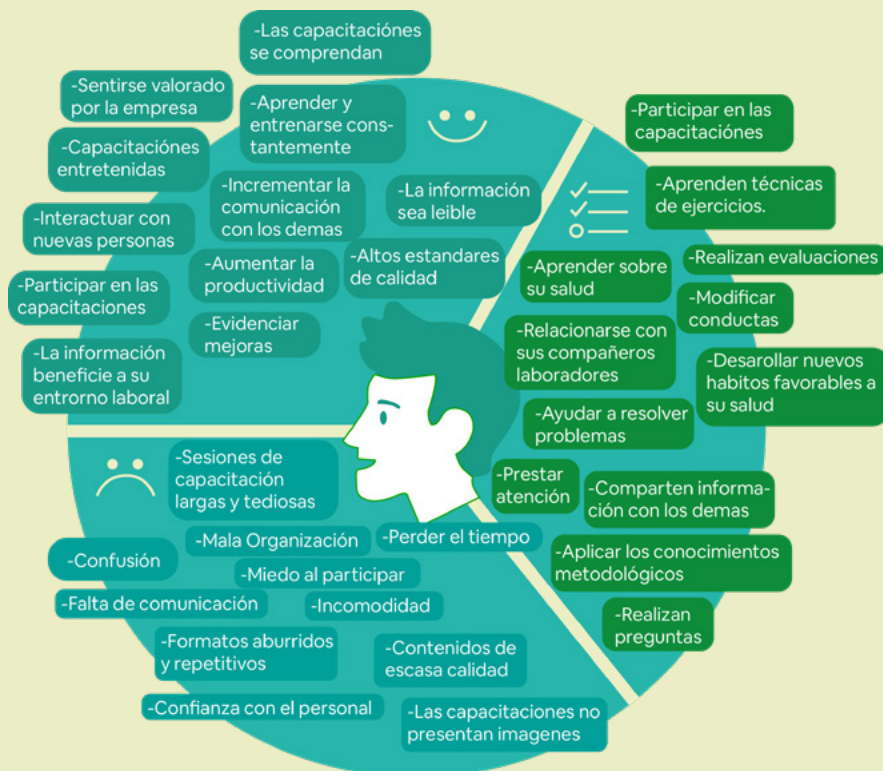 -Las capacitaciónes
se comprendan
-Sentirse valorado
por la empresa
-Aprender y
entrenarse cons-
tantemente
-Capacitaciónes
entretenidas
-Incrementar la
comunicación
con los demas
-La información
sea leible
-Interactuar con
nuevas personas
-Aumentar la
productividad
-Altos estandares
de calidad
-Participar en las
capacitaciones
-Evidenciar
mejoras
-La información
beneficie a su
entrorno laboral
-Participar en las
capacitaciónes
-Aprenden técnicas
de ejercicios.
-Realizan evaluaciones
-Aprender sobre
su salud
-Modificar
conductas
-Relacionarse con
sus compañeros
laboradores
-Desarollar nuevos
habitos favorables a
su salud
-Ayudar a resolver
problemas
-Prestar
atención
-Comparten informa-
ción con los demas
-Aplicar los conocimientos
metodológicos
-Realizan
preguntas
-Sesiones de
capacitación
largas y tediosas
-Mala Organización
-Perder el tiempo
-Confusión
-Miedo al participar
-Falta de comunicación
-Incomodidad
-Formatos aburridos
y repetitivos
-Contenidos de
escasa calidad
-Confianza con el personal
-Las capacitaciones no
presentan imagenes